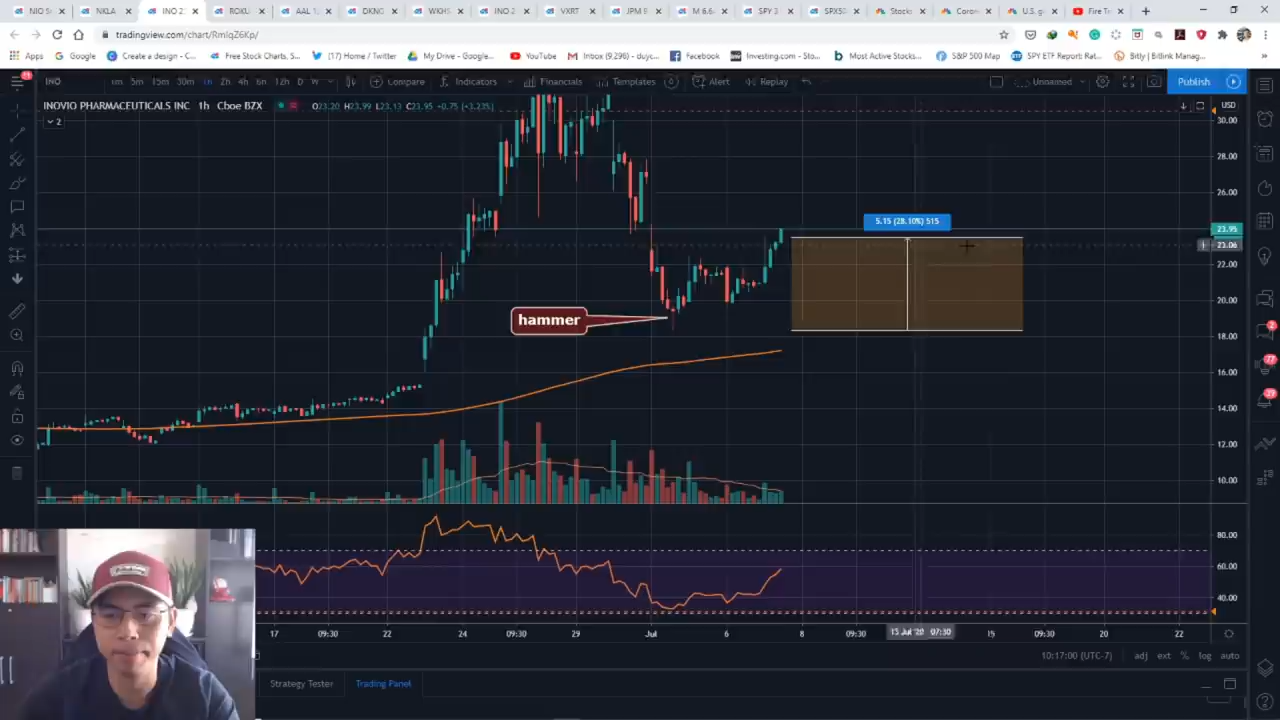 NIO 5
NKLA
INO 2
ROKU
AAL 1
DKNG
WKHS
INO 2
VXRT
JPM 9
M 6.6
SPY 3
SPX5
Stocks
Coron
U.S. g
Fire Tr
tradingview.com/chart/RmIqZ6Kp/
Apps
Google
Create a design - C...
Free Stock Charts, S...
(17) Home / Twitter
My Drive - Google...
YouTube
Inbox (9,296) - duyc...
Facebook
Investing.com - Sto...
Most Active Stocks...
S&P 500 Map
SPY ETF Report: Rat...
Bitly | Bitlink Manag...
INO
1m 5m 15m 30m 1h 2h 4h 6h 12h D W
Compare
Indicators
Financials
Templates
Alert
Replay
Unnamed
Publish
INOVIO PHARMACEUTICALS INC 1h Cboe BZX
O23.20 H23.99 L23.13 C23.95 +0.75 (+3.23%)
USD
2
30.00
28.00
26.00
5.15 (28.10%) 515
23.95
23.06
22.00
20.00
hammer
18.00
16.00
14.00
12.00
10.00
80.00
60.00
40.00
17 09:30 22 24 09:30 29 Jul 6 8 09:30 13 Jul '20 07:30 15 09:30 20 22
10:17:00 (UTC-7)
adj ext % log auto
Strategy Tester
Trading Panel